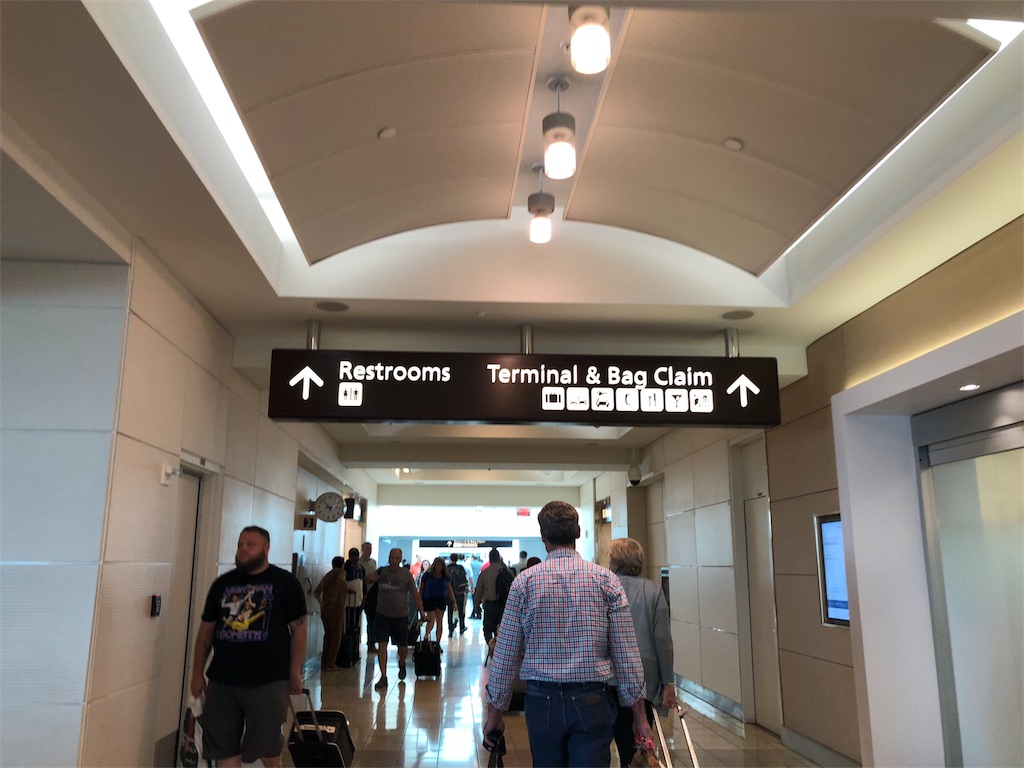 Restrooms
Terminal & Bag Claim